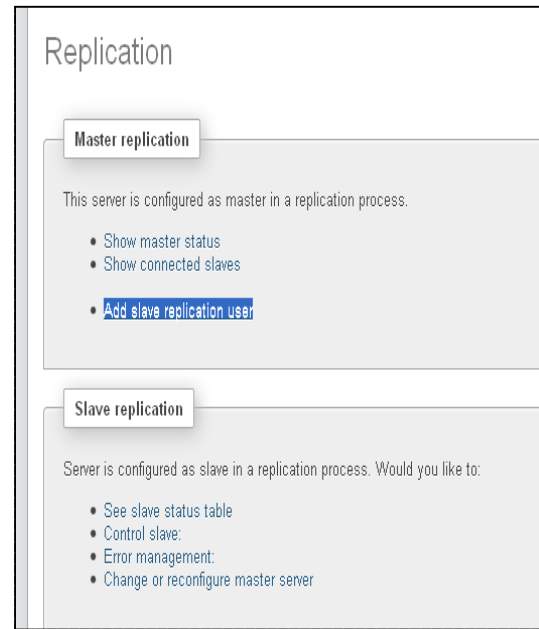 Replication
Master replication
This server is configured as master in a replication process.
Show master status
Show connected slaves
Add slave replication user
Slave replication
Server is configured as slave in a replication process. Would you like to:
See slave status table
Control slave:
Error management:
Change or reconfigure master server